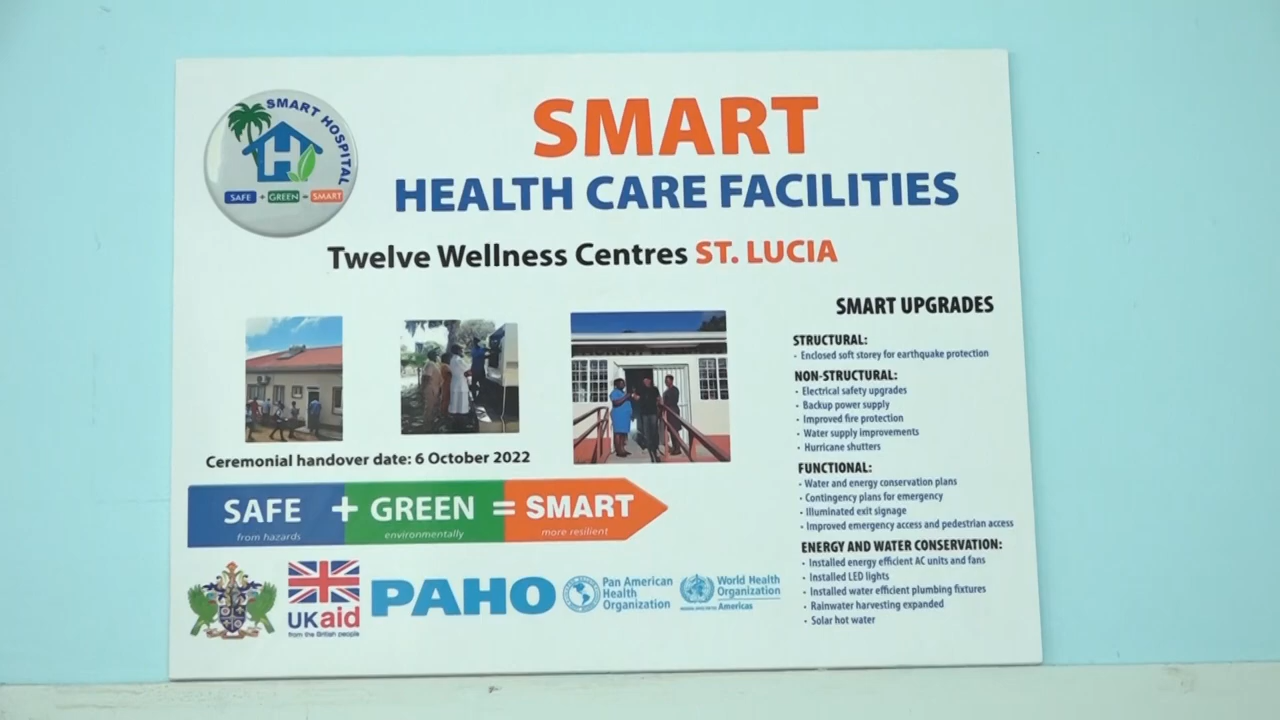 SMART HOSPITAL
H
SAFE + GREEN = SMART
SMART
HEALTH CARE FACILITIES
Twelve Wellness Centres ST. LUCIA
Ceremonial handover date: 6 October 2022
SAFE + GREEN = SMART
from hazards environmentally more resilient
UKaid
from the British people
PAHO
Pan American
Health
Organization
World Health
Organization
Americas
SMART UPGRADES
STRUCTURAL:
· Enclosed soft storey for earthquake protection
NON-STRUCTURAL:
· Electrical safety upgrades
· Backup power supply
· Improved fire protection
· Water supply improvements
· Hurricane shutters
FUNCTIONAL:
· Water and energy conservation plans
· Contingency plans for emergency
· Illuminated exit signage
· Improved emergency access and pedestrian access
ENERGY AND WATER CONSERVATION:
· Installed energy efficient AC units and fans
· Installed LED lights
· Installed water efficient plumbing fixtures
· Rainwater harvesting expanded
· Solar hot water